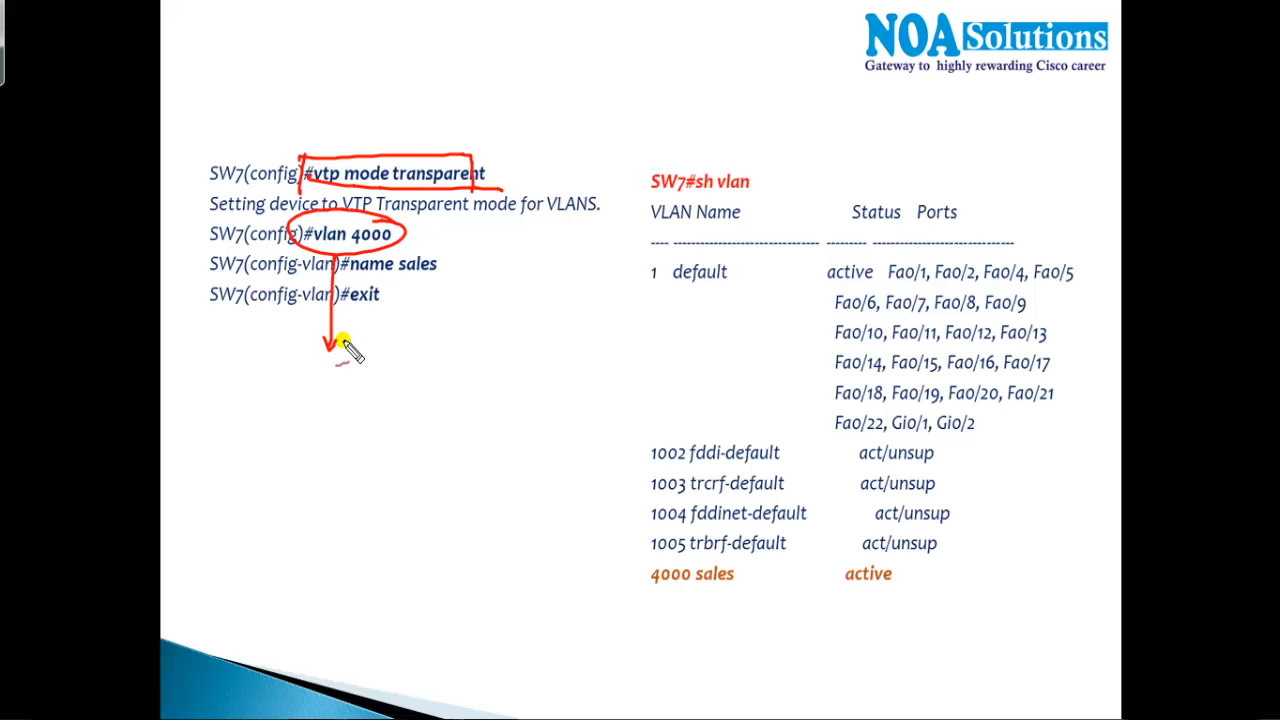 NOA Solutions
Gateway to highly rewarding Cisco career
SW7(config)#vtp mode transparent
Setting device to VTP Transparent mode for VLANS.
SW7(config)#vlan 4000
SW7(config-vlan)#name sales
SW7(config-vlan)#exit
SW7#sh vlan
VLAN Name Status Ports
---- -------------------------------- --------- -------------------------------
1 default active Fa0/1, Fa0/2, Fa0/4, Fa0/5
Fa0/6, Fa0/7, Fa0/8, Fa0/9
Fa0/10, Fa0/11, Fa0/12, Fa0/13
Fa0/14, Fa0/15, Fa0/16, Fa0/17
Fa0/18, Fa0/19, Fa0/20, Fa0/21
Fa0/22, Gi0/1, Gi0/2
1002 fddi-default act/unsup
1003 trcrf-default act/unsup
1004 fddinet-default act/unsup
1005 trbrf-default act/unsup
4000 sales active